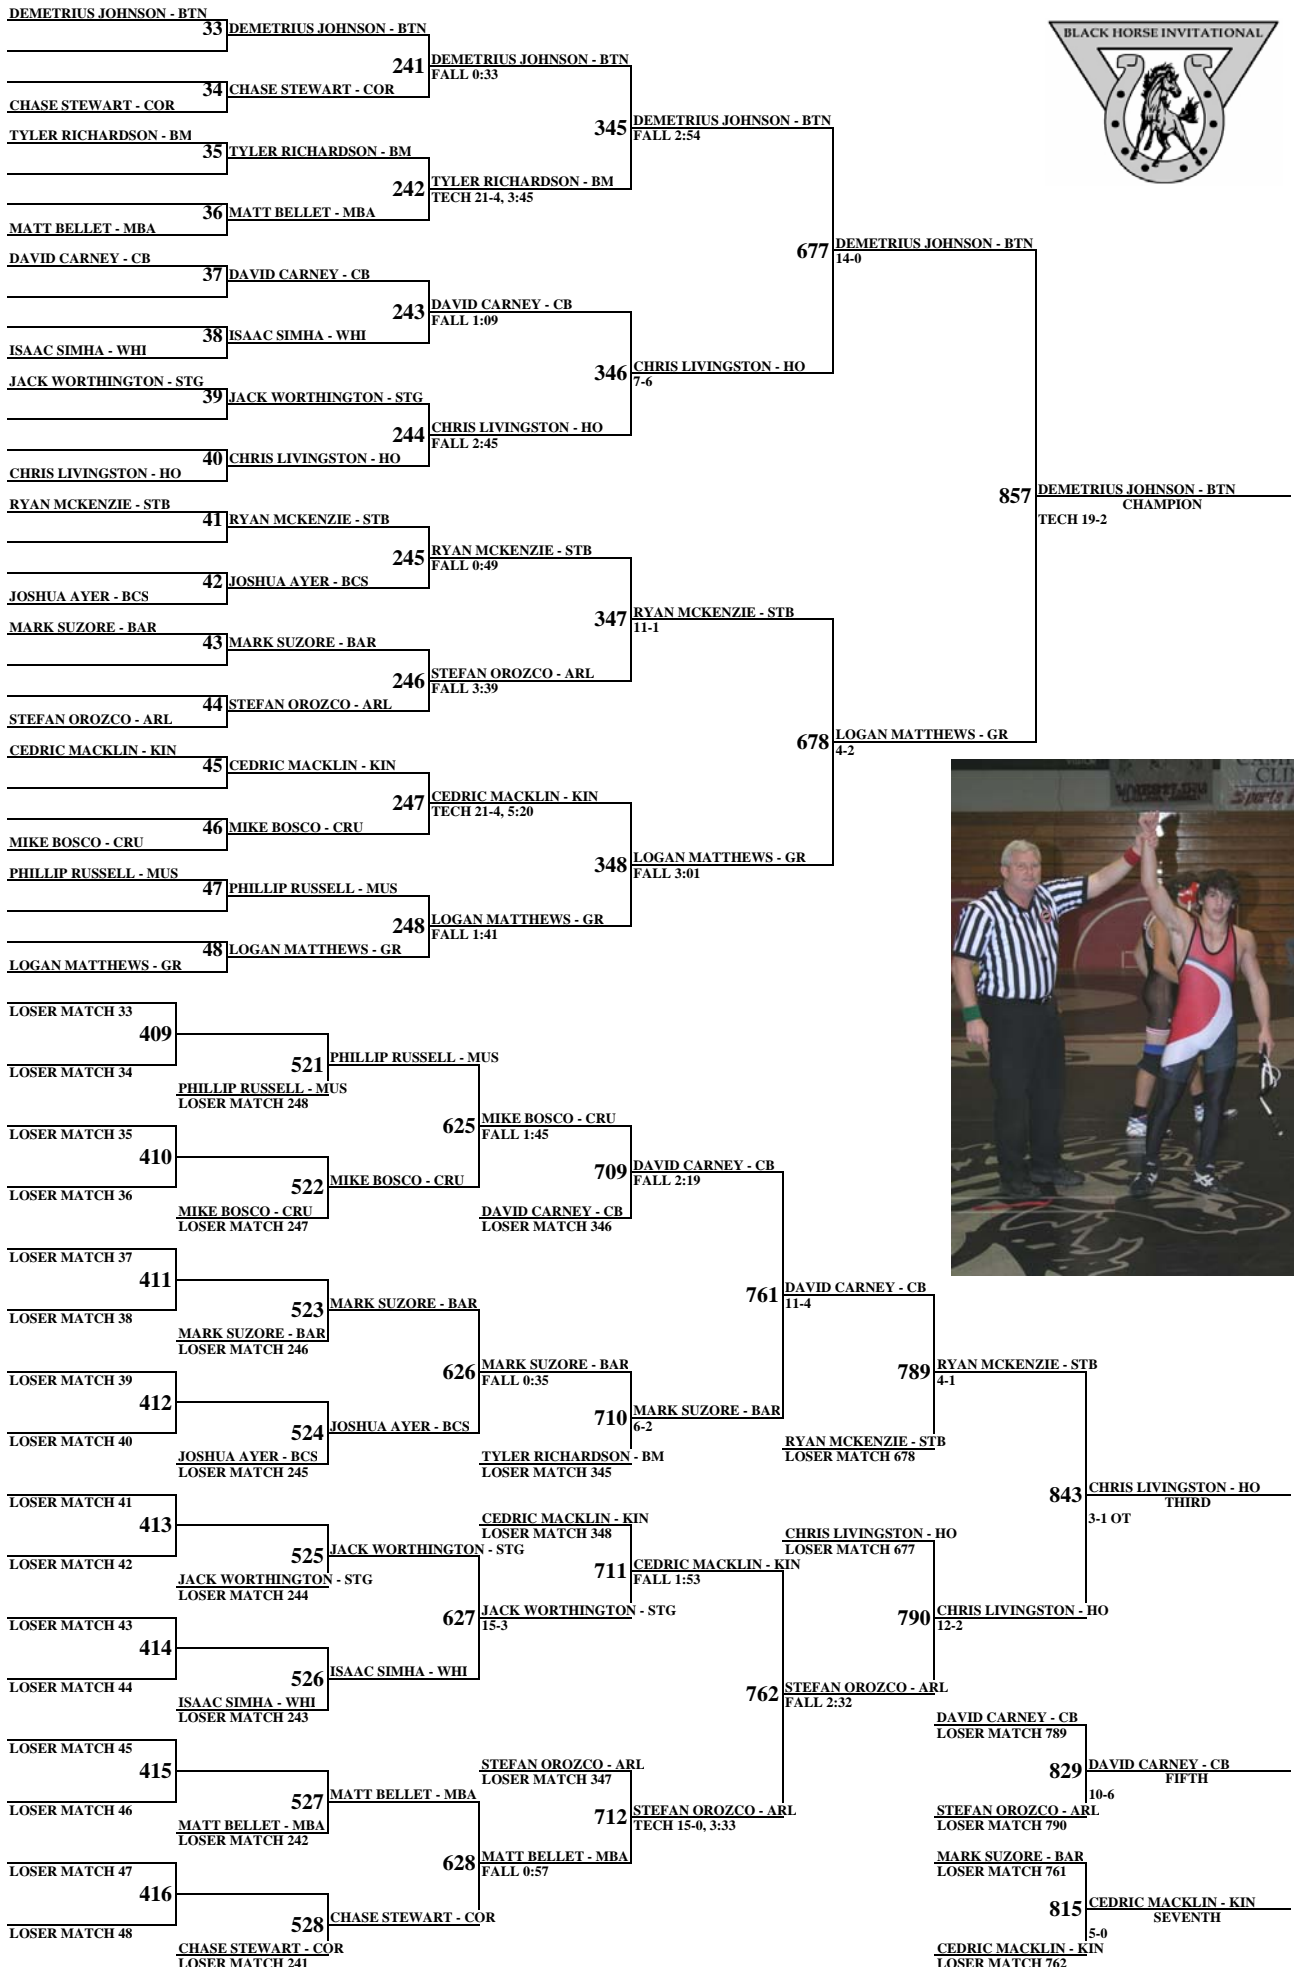 DEMETRIUS JOHNSON - BTN
33
DEMETRIUS JOHNSON - BTN
241
DEMETRIUS JOHNSON - BTN
FALL 0:33
34
CHASE STEWART - COR
CHASE STEWART - COR
345
DEMETRIUS JOHNSON - BTN
FALL 2:54
TYLER RICHARDSON - BM
35
TYLER RICHARDSON - BM
242
TYLER RICHARDSON - BM
TECH 21-4, 3:45
36
MATT BELLET - MBA
MATT BELLET - MBA
677
DEMETRIUS JOHNSON - BTN
14-0
DAVID CARNEY - CB
37
DAVID CARNEY - CB
243
DAVID CARNEY - CB
FALL 1:09
38
ISAAC SIMHA - WHI
ISAAC SIMHA - WHI
346
CHRIS LIVINGSTON - HO
7-6
JACK WORTHINGTON - STG
39
JACK WORTHINGTON - STG
244
CHRIS LIVINGSTON - HO
FALL 2:45
40
CHRIS LIVINGSTON - HO
CHRIS LIVINGSTON - HO
857
DEMETRIUS JOHNSON - BTN
CHAMPION
TECH 19-2
RYAN MCKENZIE - STB
41
RYAN MCKENZIE - STB
245
RYAN MCKENZIE - STB
FALL 0:49
42
JOSHUA AYER - BCS
JOSHUA AYER - BCS
347
RYAN MCKENZIE - STB
11-1
MARK SUZORE - BAR
43
MARK SUZORE - BAR
246
STEFAN OROZCO - ARL
FALL 3:39
44
STEFAN OROZCO - ARL
STEFAN OROZCO - ARL
678
LOGAN MATTHEWS - GR
4-2
CEDRIC MACKLIN - KIN
45
CEDRIC MACKLIN - KIN
247
CEDRIC MACKLIN - KIN
TECH 21-4, 5:20
46
MIKE BOSCO - CRU
MIKE BOSCO - CRU
348
LOGAN MATTHEWS - GR
FALL 3:01
PHILLIP RUSSELL - MUS
47
PHILLIP RUSSELL - MUS
248
LOGAN MATTHEWS - GR
FALL 1:41
48
LOGAN MATTHEWS - GR
LOGAN MATTHEWS - GR
BLACK HORSE INVITATIONAL
LOSER MATCH 33
409
LOSER MATCH 34
521
PHILLIP RUSSELL - MUS
PHILLIP RUSSELL - MUS
LOSER MATCH 248
625
MIKE BOSCO - CRU
FALL 1:45
LOSER MATCH 35
410
LOSER MATCH 36
522
MIKE BOSCO - CRU
MIKE BOSCO - CRU
LOSER MATCH 247
709
DAVID CARNEY - CB
FALL 2:19
DAVID CARNEY - CB
LOSER MATCH 346
LOSER MATCH 37
411
LOSER MATCH 38
523
MARK SUZORE - BAR
MARK SUZORE - BAR
LOSER MATCH 246
761
DAVID CARNEY - CB
11-4
626
MARK SUZORE - BAR
FALL 0:35
LOSER MATCH 39
412
LOSER MATCH 40
524
JOSHUA AYER - BCS
JOSHUA AYER - BCS
LOSER MATCH 245
710
MARK SUZORE - BAR
6-2
TYLER RICHARDSON - BM
LOSER MATCH 345
789
RYAN MCKENZIE - STB
4-1
RYAN MCKENZIE - STB
LOSER MATCH 678
843
CHRIS LIVINGSTON - HO
THIRD
3-1 OT
LOSER MATCH 41
413
LOSER MATCH 42
525
JACK WORTHINGTON - STG
JACK WORTHINGTON - STG
LOSER MATCH 244
CEDRIC MACKLIN - KIN
LOSER MATCH 348
711
CEDRIC MACKLIN - KIN
FALL 1:53
627
JACK WORTHINGTON - STG
15-3
CHRIS LIVINGSTON - HO
LOSER MATCH 677
790
CHRIS LIVINGSTON - HO
12-2
LOSER MATCH 43
414
LOSER MATCH 44
526
ISAAC SIMHA - WHI
ISAAC SIMHA - WHI
LOSER MATCH 243
762
STEFAN OROZCO - ARL
FALL 2:32
LOSER MATCH 45
415
LOSER MATCH 46
527
MATT BELLET - MBA
MATT BELLET - MBA
LOSER MATCH 242
STEFAN OROZCO - ARL
LOSER MATCH 347
712
STEFAN OROZCO - ARL
TECH 15-0, 3:33
628
MATT BELLET - MBA
FALL 0:57
LOSER MATCH 47
416
LOSER MATCH 48
528
CHASE STEWART - COR
CHASE STEWART - COR
LOSER MATCH 241
DAVID CARNEY - CB
LOSER MATCH 789
829
DAVID CARNEY - CB
FIFTH
10-6
STEFAN OROZCO - ARL
LOSER MATCH 790
MARK SUZORE - BAR
LOSER MATCH 761
815
CEDRIC MACKLIN - KIN
SEVENTH
5-0
CEDRIC MACKLIN - KIN
LOSER MATCH 762